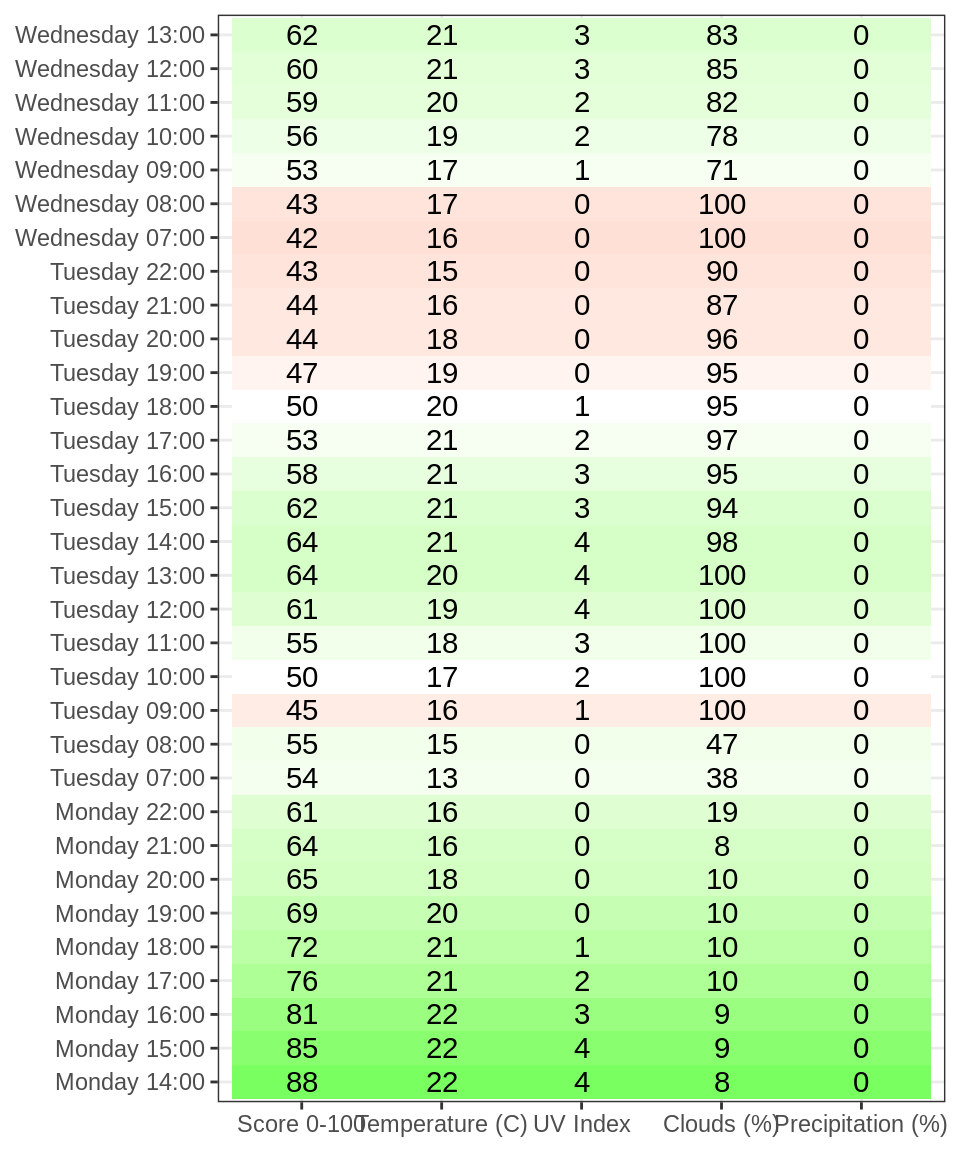 Wednesday 13:00 62 21 3 83 0
Wednesday 12:00 60 21 3 85 0
Wednesday 11:00 59 20 2 82 0
Wednesday 10:00 56 19 2 78 0
Wednesday 09:00 53 17 1 71 0
Wednesday 08:00 43 17 0 100 0
Wednesday 07:00 42 16 0 100 0
Tuesday 22:00 43 15 0 90 0
Tuesday 21:00 44 16 0 87 0
Tuesday 20:00 44 18 0 96 0
Tuesday 19:00 47 19 0 95 0
Tuesday 18:00 50 20 1 95 0
Tuesday 17:00 53 21 2 97 0
Tuesday 16:00 58 21 3 95 0
Tuesday 15:00 62 21 3 94 0
Tuesday 14:00 64 21 4 98 0
Tuesday 13:00 64 20 4 100 0
Tuesday 12:00 61 19 4 100 0
Tuesday 11:00 55 18 3 100 0
Tuesday 10:00 50 17 2 100 0
Tuesday 09:00 45 16 1 100 0
Tuesday 08:00 55 15 0 47 0
Tuesday 07:00 54 13 0 38 0
Monday 22:00 61 16 0 19 0
Monday 21:00 64 16 0 8 0
Monday 20:00 65 18 0 10 0
Monday 19:00 69 20 0 10 0
Monday 18:00 72 21 1 10 0
Monday 17:00 76 21 2 10 0
Monday 16:00 81 22 3 9 0
Monday 15:00 85 22 4 9 0
Monday 14:00 88 22 4 8 0
Score 0-100 Temperature (C) UV Index Clouds (%) Precipitation (%)